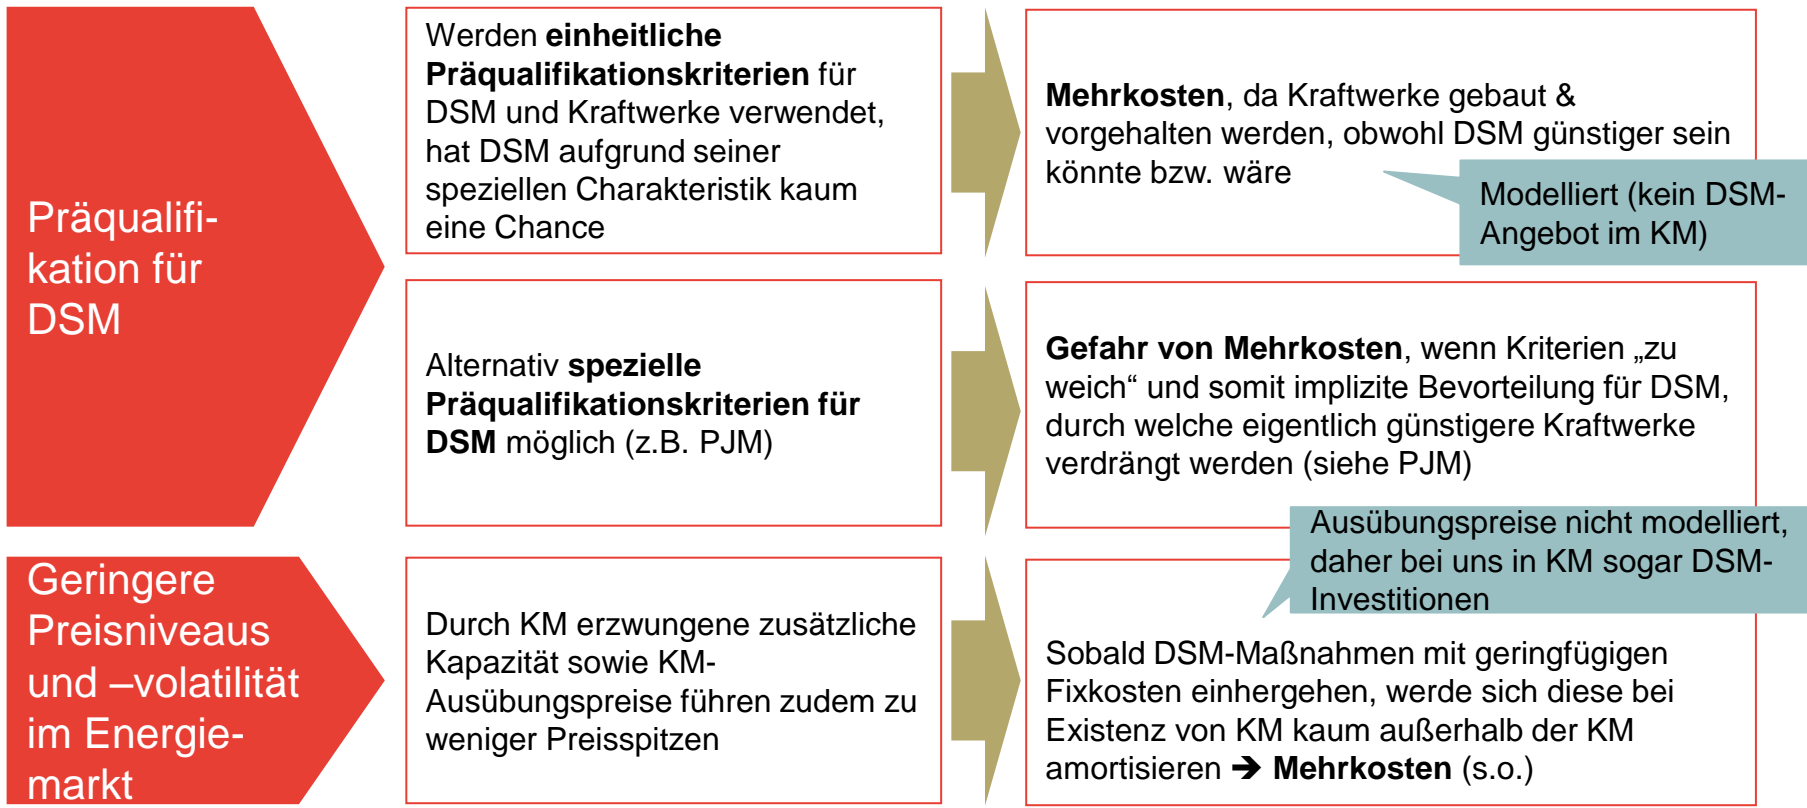 Präqualifi-
kation für
DSM
Werden einheitliche
Präqualifikationskriterien für
DSM und Kraftwerke verwendet,
hat DSM aufgrund seiner
speziellen Charakteristik kaum
eine Chance
Mehrkosten, da Kraftwerke gebaut &
vorgehalten werden, obwohl DSM günstiger sein
könnte bzw. wäre
Modelliert (kein DSM-
Angebot im KM)
Alternativ spezielle
Präqualifikationskriterien für
DSM möglich (z.B. PJM)
Gefahr von Mehrkosten, wenn Kriterien „zu
weich“ und somit implizite Bevorteilung für DSM,
durch welche eigentlich günstigere Kraftwerke
verdrängt werden (siehe PJM)
Geringere
Preisniveaus
und –volatilität
im Energie-
markt
Durch KM erzwungene zusätzliche
Kapazität sowie KM-
Ausübungspreise führen zudem zu
weniger Preisspitzen
Ausübungspreise nicht modelliert,
daher bei uns in KM sogar DSM-
Investitionen
Sobald DSM-Maßnahmen mit geringfügigen
Fixkosten einhergehen, werde sich diese bei
Existenz von KM kaum außerhalb der KM
amortisieren ➔ Mehrkosten (s.o.)